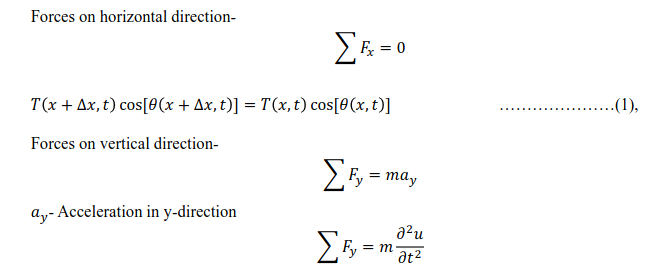 Forces on horizontal direction-
∑ Fₓ = 0
T(x + Δx, t) cos[θ(x + Δx, t)] = T(x, t) cos[θ(x, t)] …………………(1),
Forces on vertical direction-
∑ F_y = ma_y
a_y- Acceleration in y-direction
∑ F_y = m ∂²u/∂t²